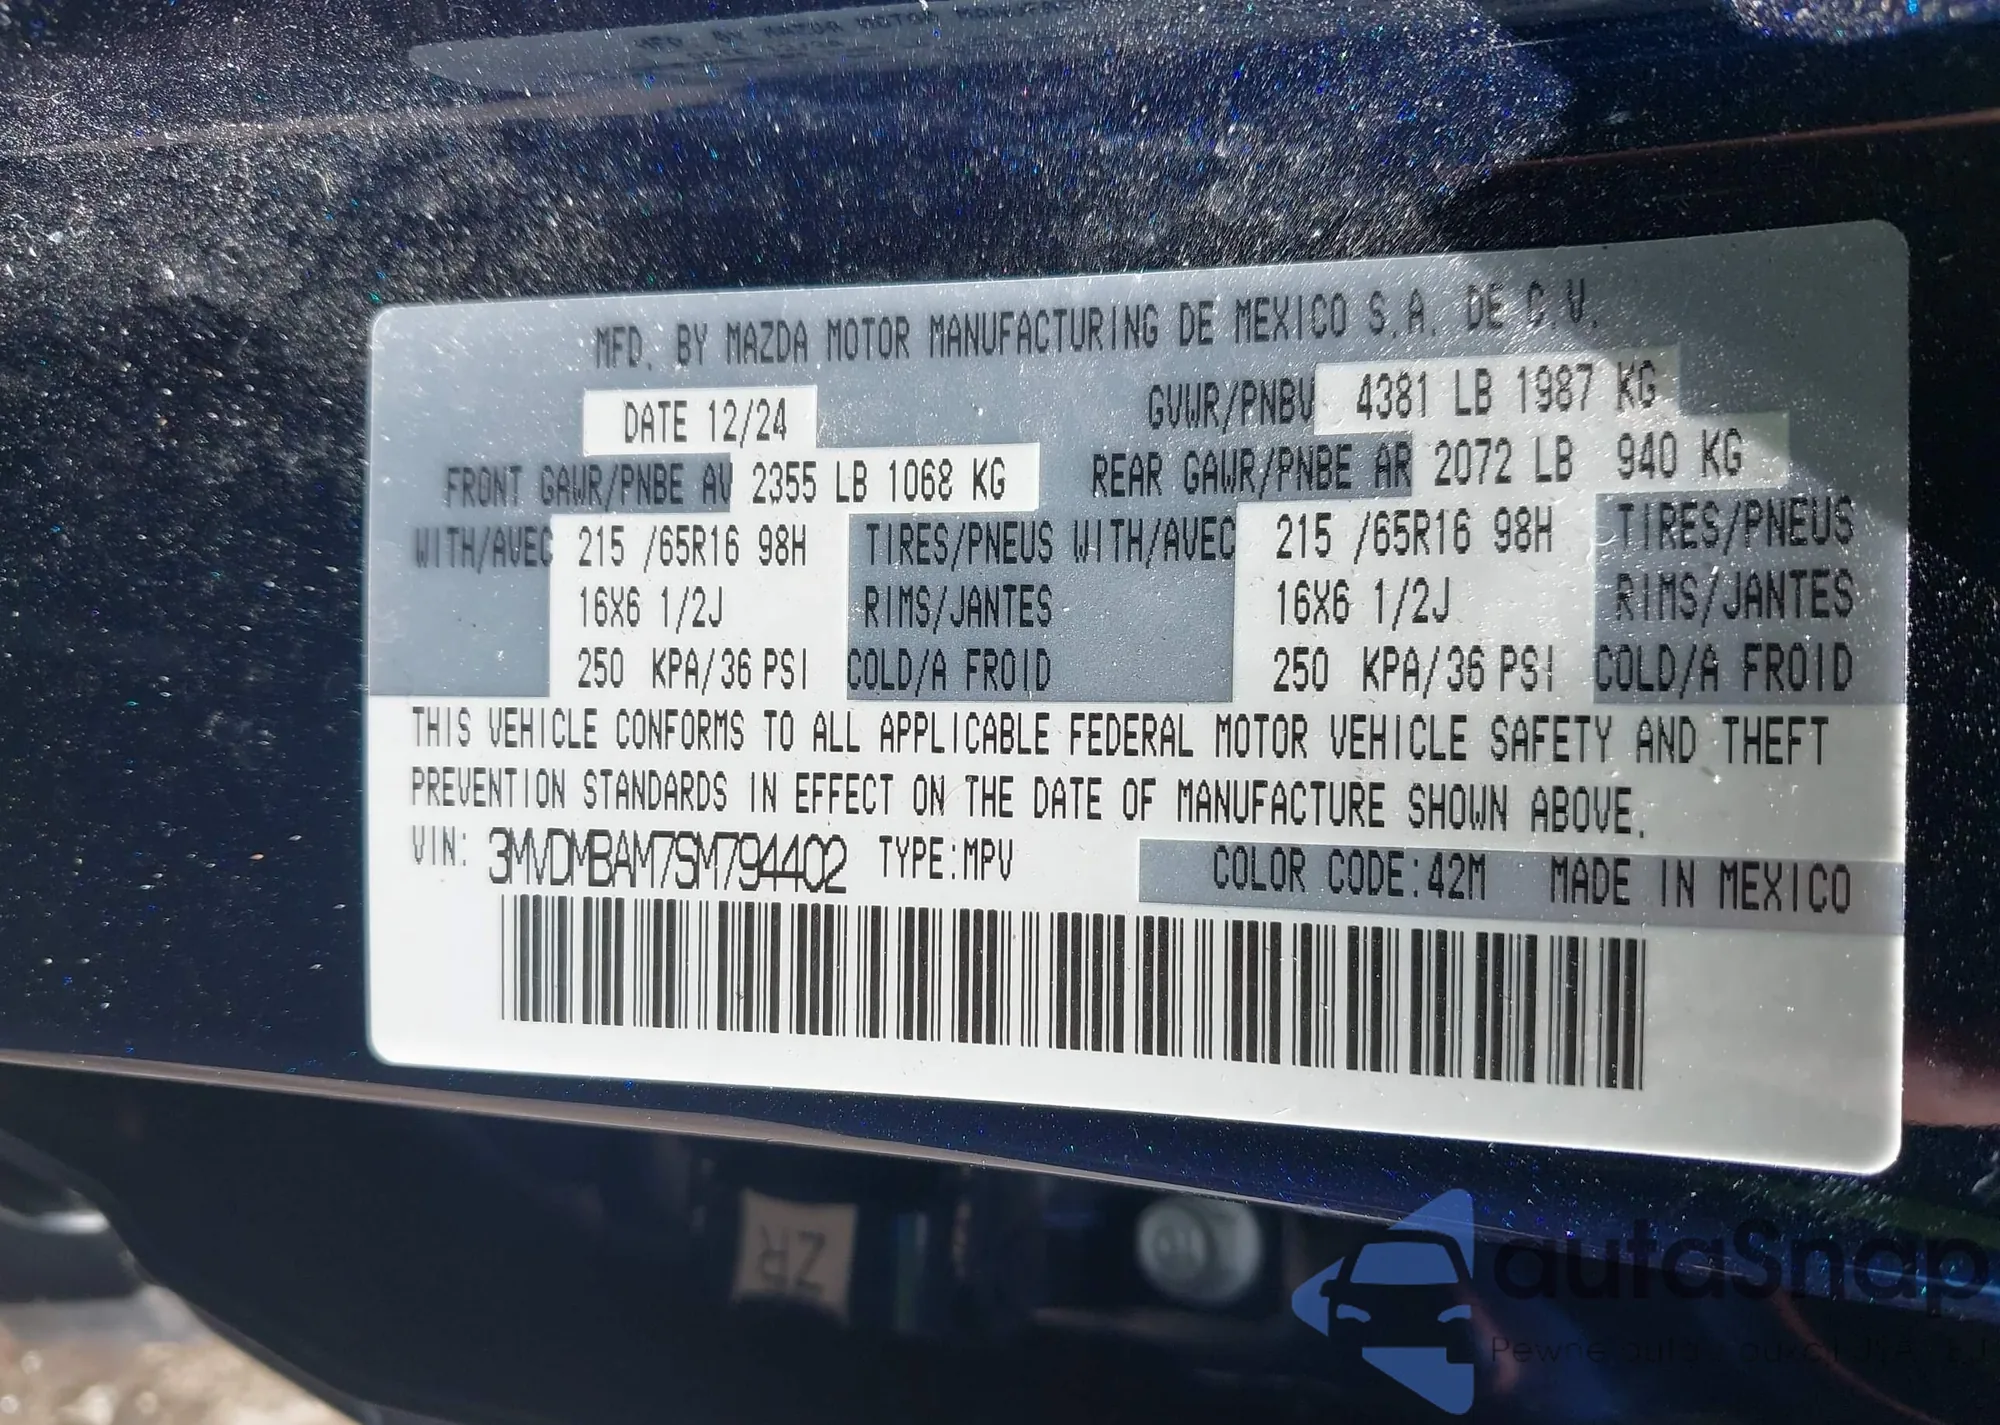 MFD. BY MAZDA MOTOR MANUFACTURING DE MEXICO S.A. DE C.V.
DATE 12/24 GVWR/PNBV 4381 LB 1987 KG
FRONT GAWR/PNBE AV 2355 LB 1068 KG REAR GAWR/PNBE AR 2072 LB 940 KG
WITH/AVEC 215 /65R16 98H TIRES/PNEUS WITH/AVEC 215 /65R16 98H TIRES/PNEUS
16X6 1/2J RIMS/JANTES 16X6 1/2J RIMS/JANTES
250 KPA/36 PSI COLD/A FROID 250 KPA/36 PSI COLD/A FROID
THIS VEHICLE CONFORMS TO ALL APPLICABLE FEDERAL MOTOR VEHICLE SAFETY AND THEFT
PREVENTION STANDARDS IN EFFECT ON THE DATE OF MANUFACTURE SHOWN ABOVE.
VIN: 3MVDMBAM7SM794402 TYPE:MPV COLOR CODE:42M MADE IN MEXICO
ZR
autaSnap